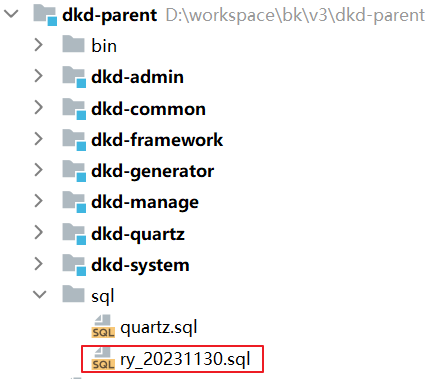 dkd-parent D:\workspace\bk\v3\dkd-parent
bin
dkd-admin
dkd-common
dkd-framework
dkd-generator
dkd-manage
dkd-quartz
dkd-system
sql
SQL quartz.sql
SQL ry_20231130.sql